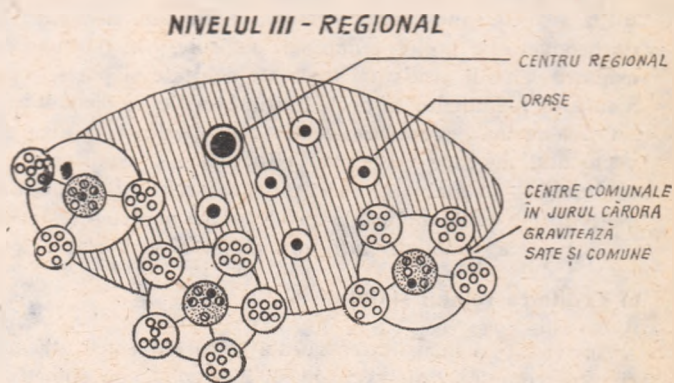 NIVELUL III - REGIONAL
CENTRU REGIONAL
ORAȘE
CENTRE COMUNALE
ÎN JURUL CĂRORA
GRAVITEAZĂ
SATE ȘI COMUNE